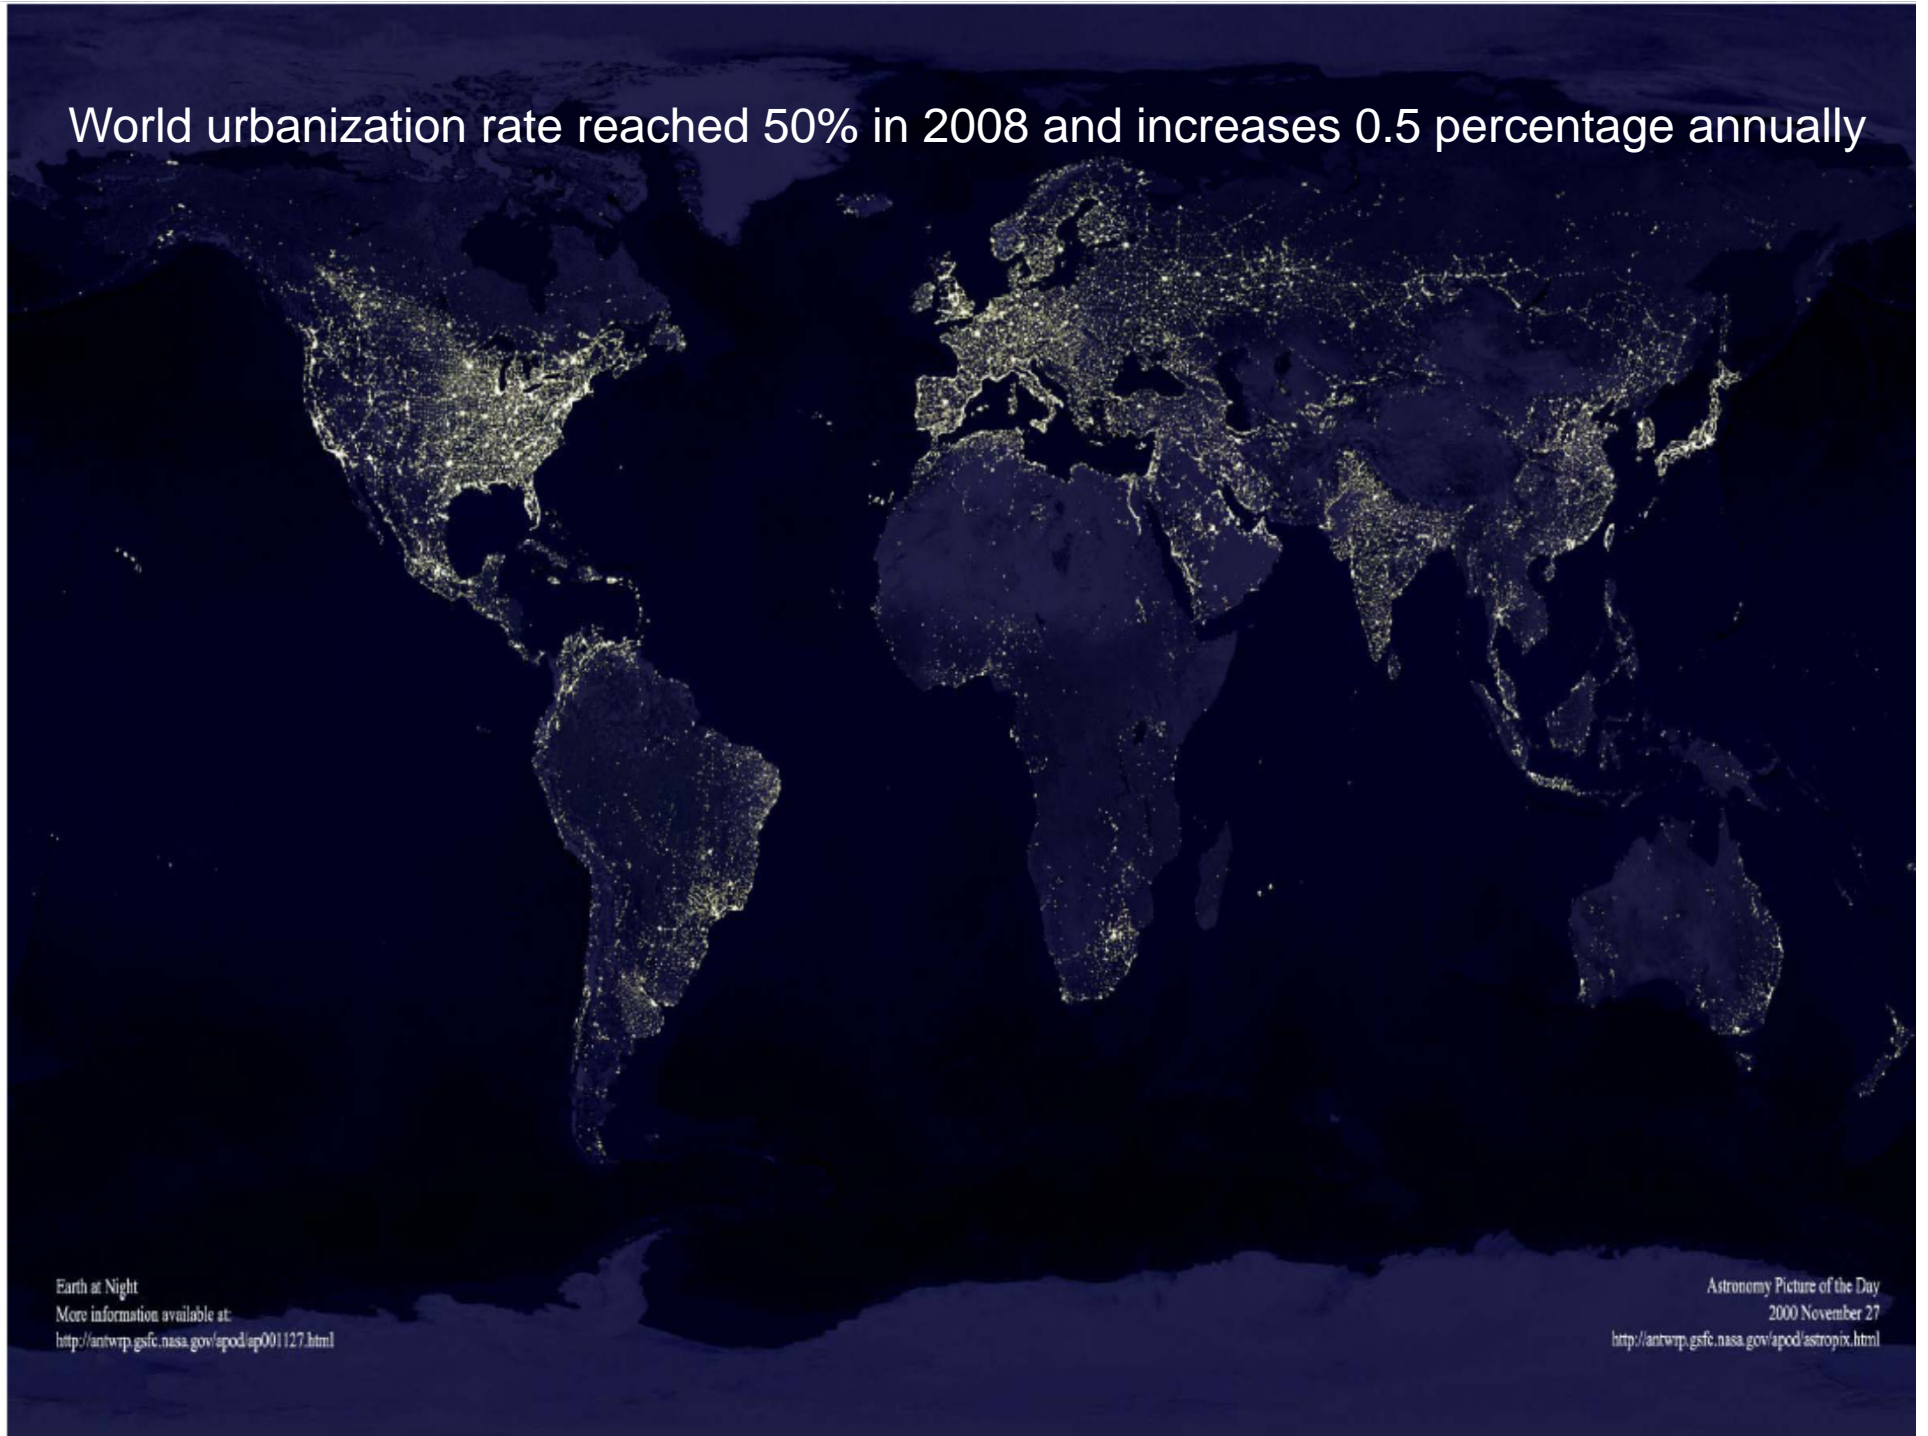 World urbanization rate reached 50% in 2008 and increases 0.5 percentage annually
Earth at Night
More information available at:
http://antwrp.gsfc.nasa.gov/apod/ap001127.html
Astronomy Picture of the Day
2000 November 27
http://antwrp.gsfc.nasa.gov/apod/astropix.html